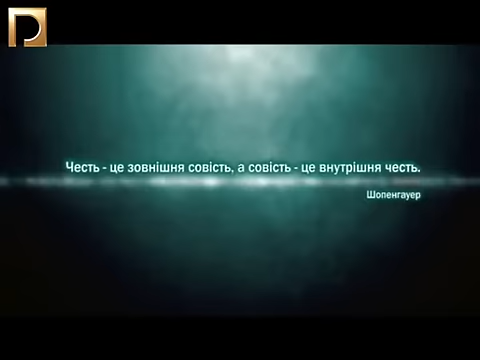 Честь - це зовнішня совість, а совість - це внутрішня честь.
Шопенгауер